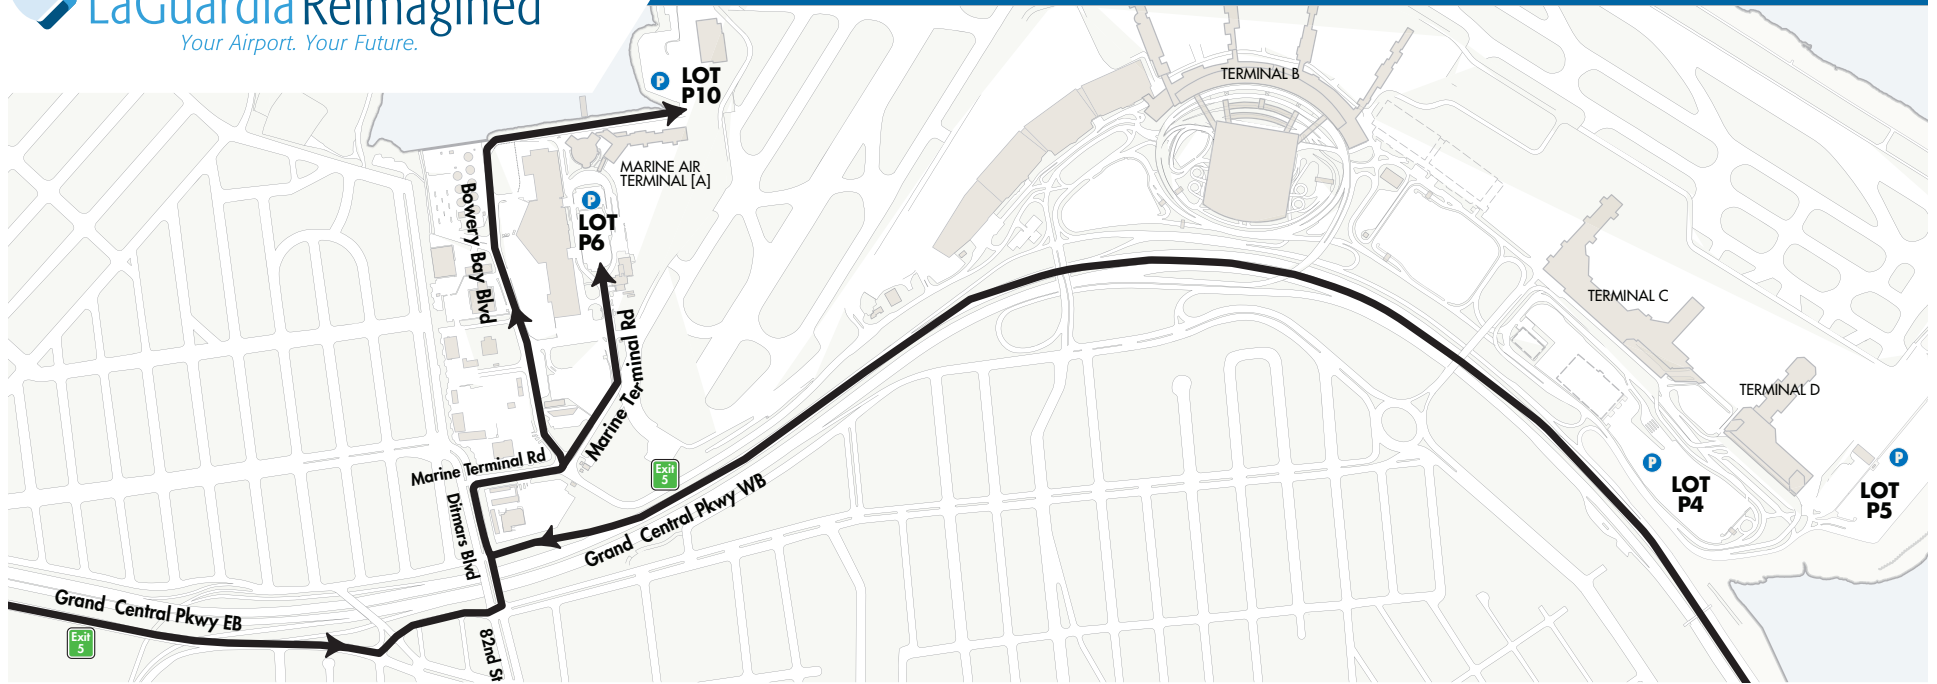 LaGuardia Reimagined
Your Airport. Your Future.
P
LOT
P10
TERMINAL B
MARINE AIR
TERMINAL [A]
P
LOT
P6
Bowery Bay Blvd
Marine Terminal Rd
TERMINAL C
TERMINAL D
Marine Terminal Rd
Exit
5
P
LOT
P4
P
LOT
P5
Ditmars Blvd
Grand Central Pkwy WB
Grand Central Pkwy EB
Exit
5
82nd St